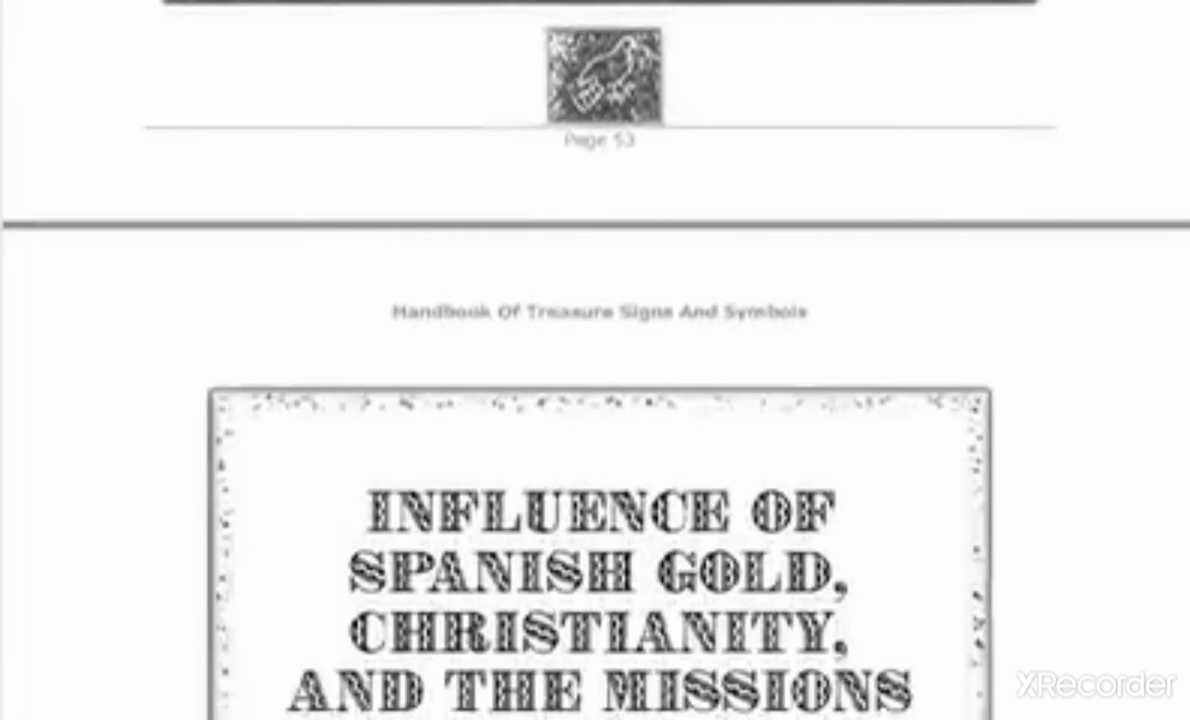 Page 53
Handbook Of Treasure Signs And Symbols
INFLUENCE OF
SPANISH GOLD,
CHRISTIANITY,
AND THE MISSIONS
XRecorder